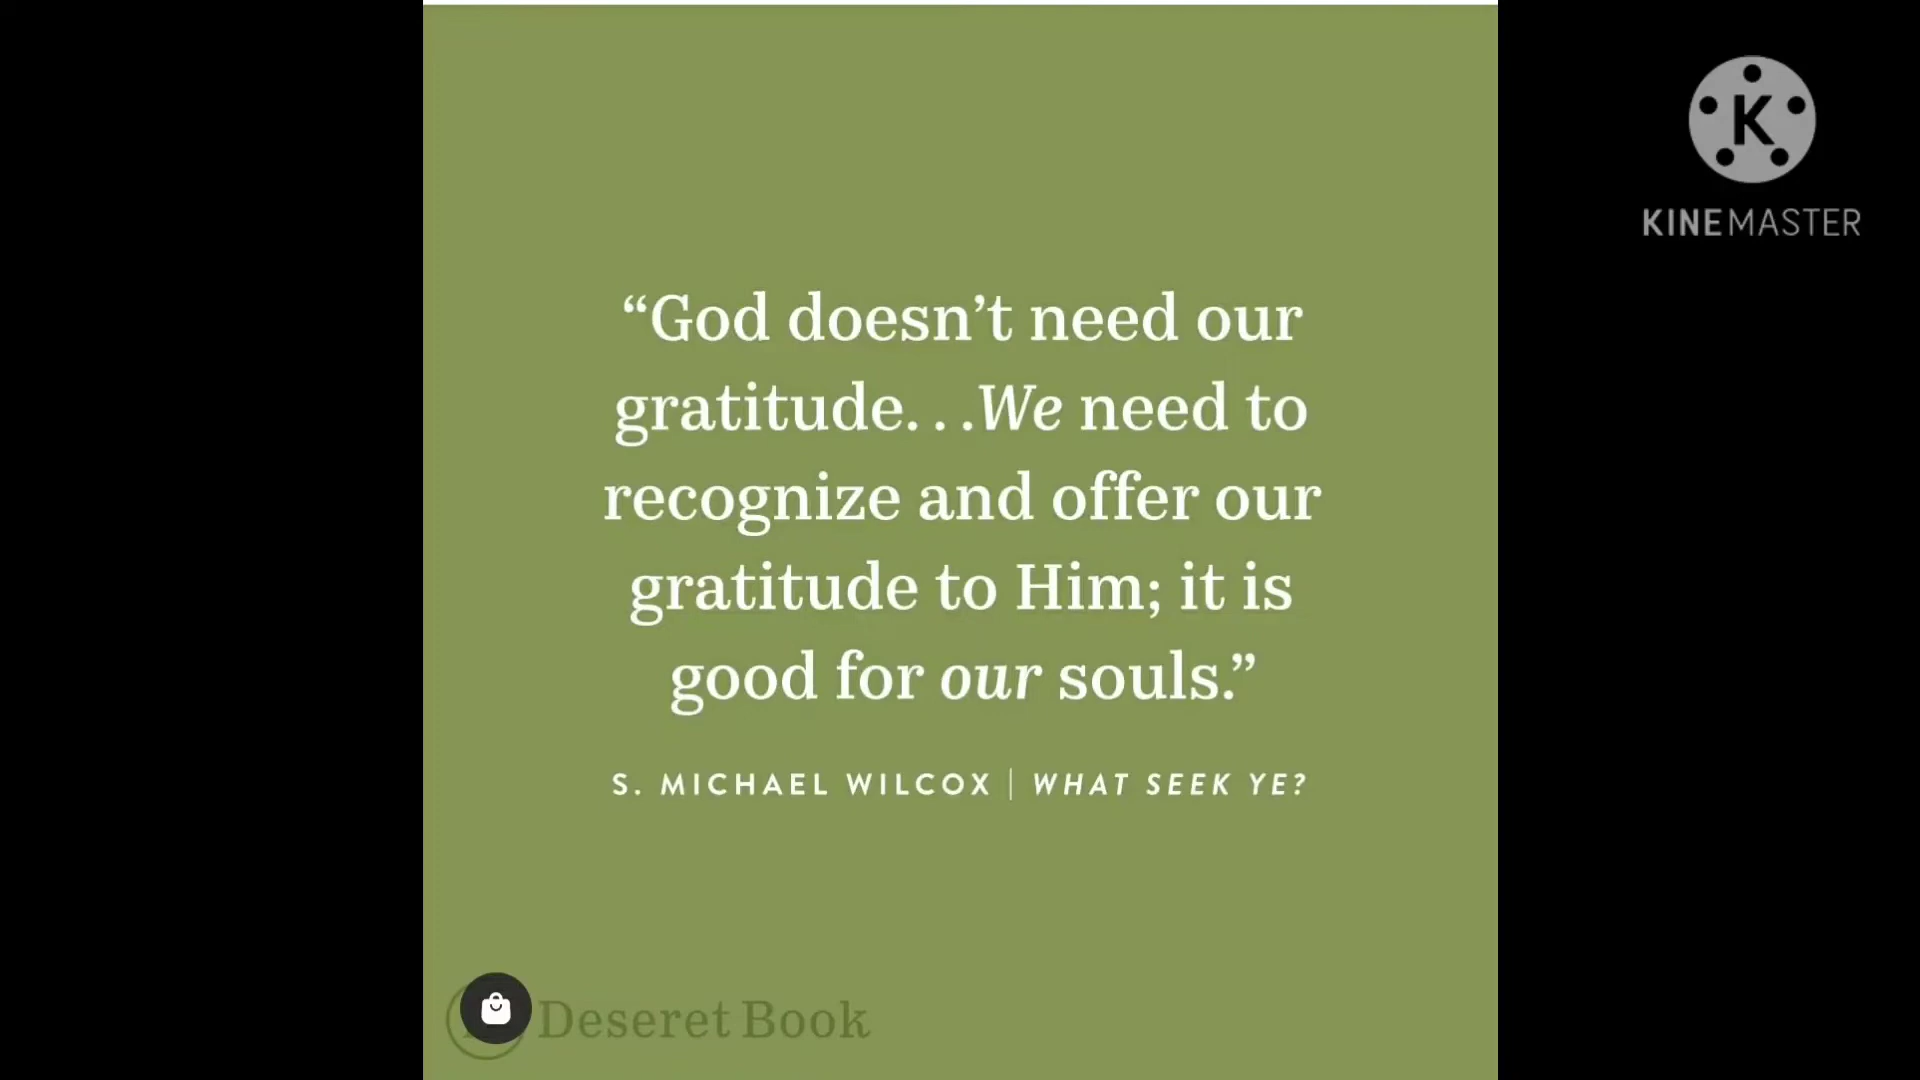 “God doesn’t need our
gratitude. . .We need to
recognize and offer our
gratitude to Him; it is
good for our souls.”
S. MICHAEL WILCOX | WHAT SEEK YE?
Deseret Book
K
KINEMASTER